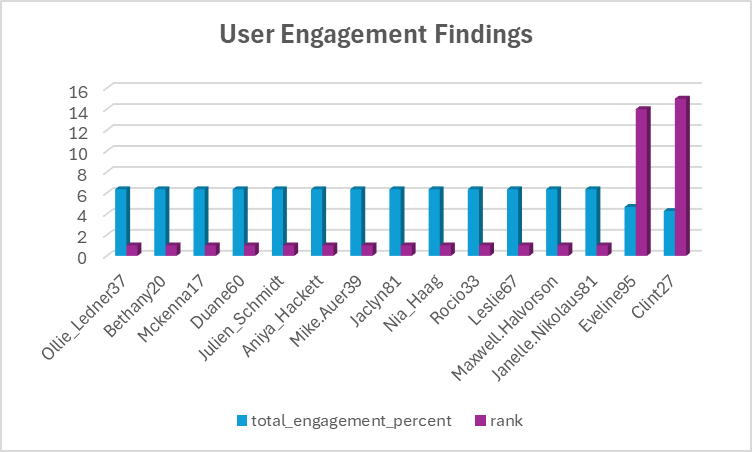 User Engagement Findings
16
14
12
10
8
6
4
2
0
Ollie_Ledner37
Bethany20
Mckenna17
Duane60
Julien_Schmidt
Aniya_Hackett
Mike.Auer39
Jaclyn81
Nia_Haag
Rocio33
Leslie67
Maxwell.Halvorson
Janelle.Nikolaus81
Eveline95
Clint27
total_engagement_percent
rank